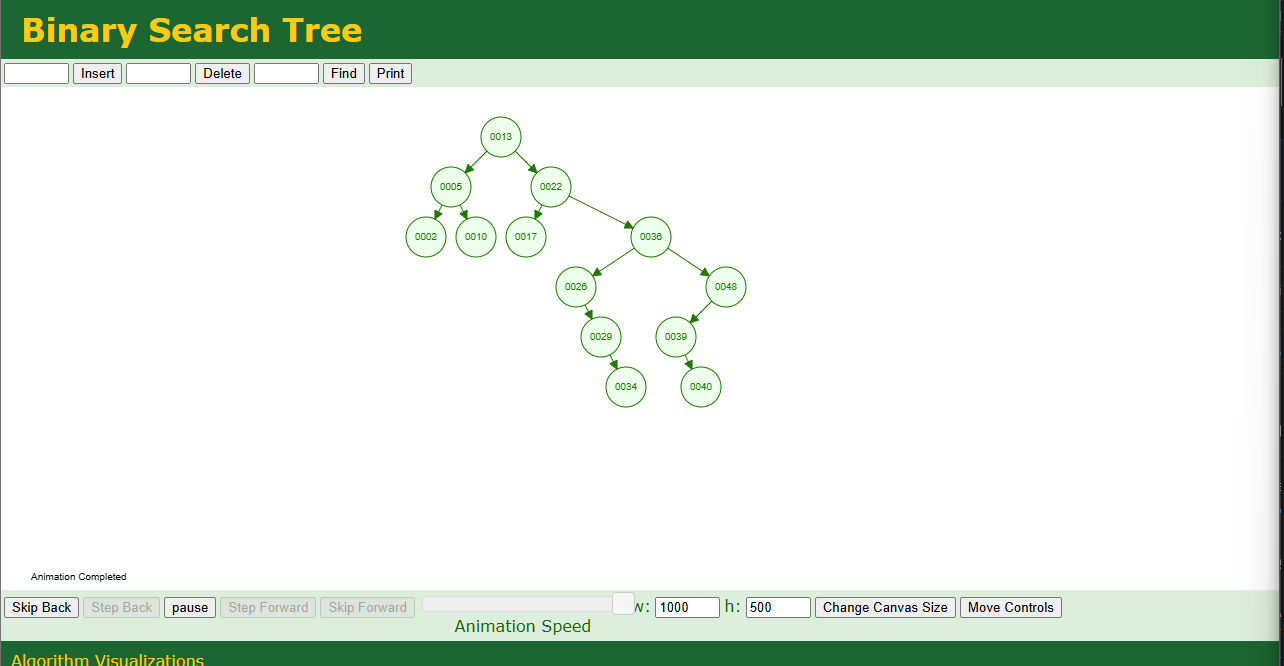 Binary Search Tree
Insert Delete Find Print
0013
0005 0022
0002 0010 0017 0036
0026 0048
0029 0039
0034 0040
Animation Completed
Skip Back Step Back pause Step Forward Skip Forward w: 1000 h: 500 Change Canvas Size Move Controls
Animation Speed
Algorithm Visualizations